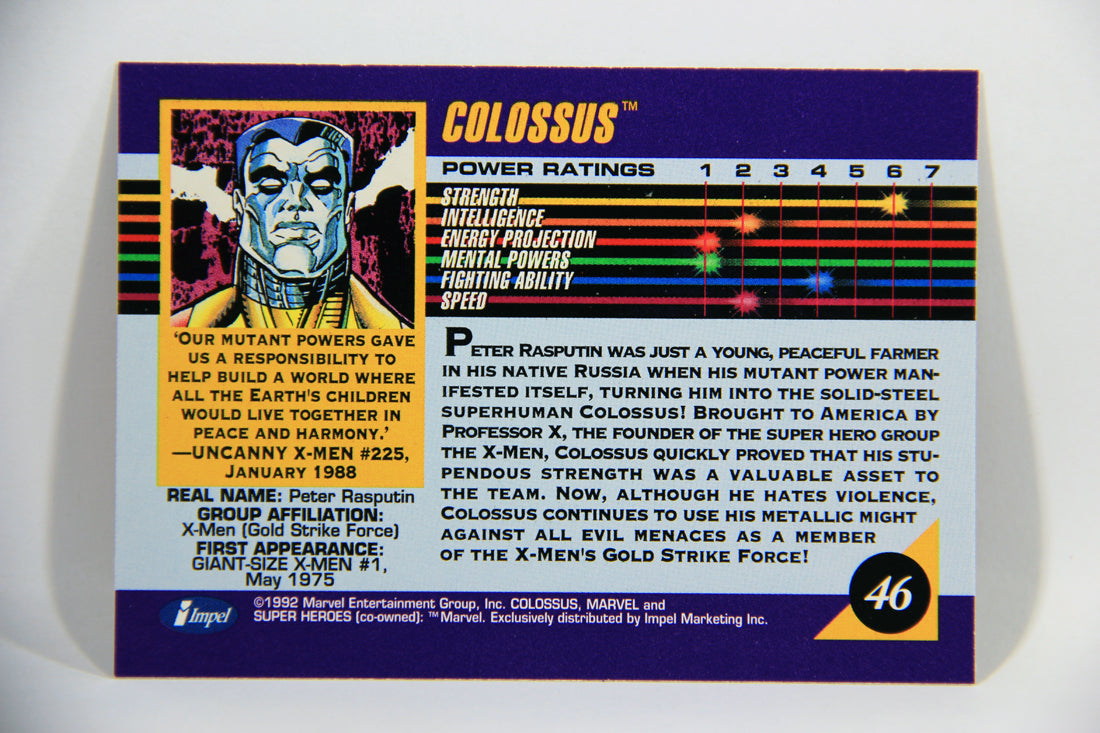 COLOSSUS™
POWER RATINGS 1 2 3 4 5 6 7
STRENGTH
INTELLIGENCE
ENERGY PROJECTION
MENTAL POWERS
FIGHTING ABILITY
SPEED
'OUR MUTANT POWERS GAVE
US A RESPONSIBILITY TO
HELP BUILD A WORLD WHERE
ALL THE EARTH'S CHILDREN
WOULD LIVE TOGETHER IN
PEACE AND HARMONY.'
—UNCANNY X-MEN #225,
JANUARY 1988
REAL NAME: Peter Rasputin
GROUP AFFILIATION:
X-Men (Gold Strike Force)
FIRST APPEARANCE:
GIANT-SIZE X-MEN #1,
May 1975
PETER RASPUTIN WAS JUST A YOUNG, PEACEFUL FARMER
IN HIS NATIVE RUSSIA WHEN HIS MUTANT POWER MAN-
IFESTED ITSELF, TURNING HIM INTO THE SOLID-STEEL
SUPERHUMAN COLOSSUS! BROUGHT TO AMERICA BY
PROFESSOR X, THE FOUNDER OF THE SUPER HERO GROUP
THE X-MEN, COLOSSUS QUICKLY PROVED THAT HIS STU-
PENDOUS STRENGTH WAS A VALUABLE ASSET TO
THE TEAM. NOW, ALTHOUGH HE HATES VIOLENCE,
COLOSSUS CONTINUES TO USE HIS METALLIC MIGHT
AGAINST ALL EVIL MENACES AS A MEMBER
OF THE X-MEN'S GOLD STRIKE FORCE!
46
Impel
©1992 Marvel Entertainment Group, Inc. COLOSSUS, MARVEL and
SUPER HEROES (co-owned): ™Marvel. Exclusively distributed by Impel Marketing Inc.